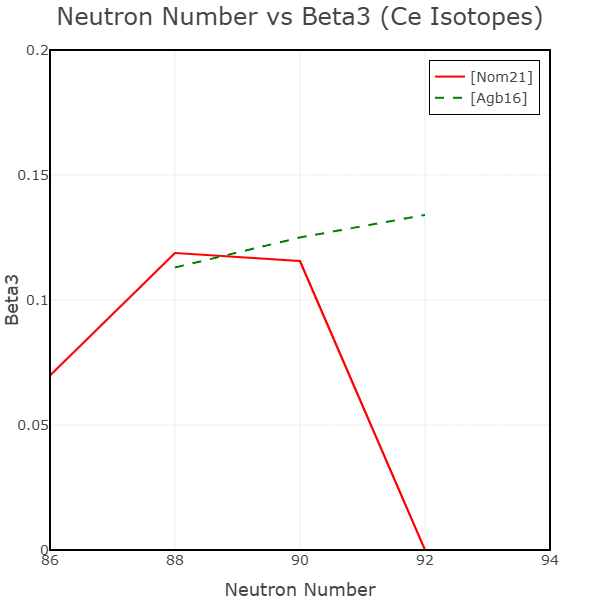 Neutron Number vs Beta3 (Ce Isotopes)
[Nom21]
[Agb16]
0.2
0.15
0.1
0.05
0
Beta3
86
88
90
92
94
Neutron Number